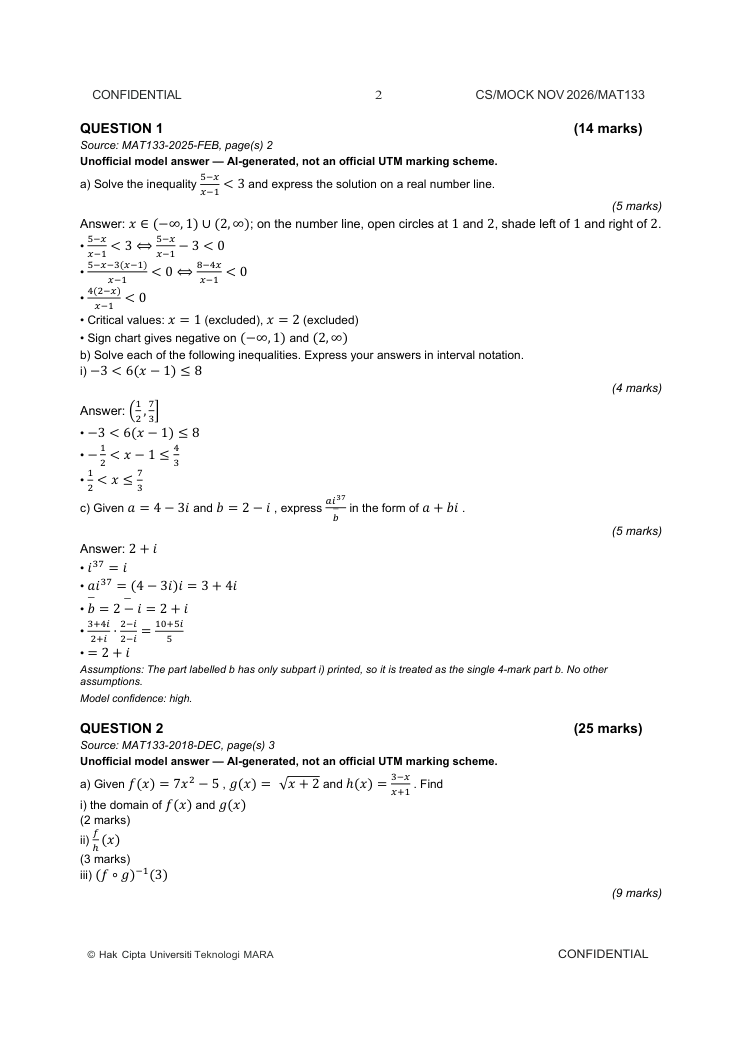 CONFIDENTIAL 2 CS/MOCK NOV 2026/MAT133
QUESTION 1 (14 marks)
Source: MAT133-2025-FEB, page(s) 2
Unofficial model answer — AI-generated, not an official UTM marking scheme.
a) Solve the inequality (5−x)/(x−1) < 3 and express the solution on a real number line.
(5 marks)
Answer: x ∈ (−∞, 1) ∪ (2, ∞); on the number line, open circles at 1 and 2, shade left of 1 and right of 2.
• (5−x)/(x−1) < 3 ⟺ (5−x)/(x−1) − 3 < 0
• (5−x−3(x−1))/(x−1) < 0 ⟺ (8−4x)/(x−1) < 0
• 4(2−x)/(x−1) < 0
• Critical values: x = 1 (excluded), x = 2 (excluded)
• Sign chart gives negative on (−∞, 1) and (2, ∞)
b) Solve each of the following inequalities. Express your answers in interval notation.
i) −3 < 6(x − 1) ≤ 8
(4 marks)
Answer: (1/2, 7/3]
• −3 < 6(x − 1) ≤ 8
• −1/2 < x − 1 ≤ 4/3
• 1/2 < x ≤ 7/3
c) Given a = 4 − 3i and b = 2 − i , express ai³⁷/b̅ in the form of a + bi .
(5 marks)
Answer: 2 + i
• i³⁷ = i
• ai³⁷ = (4 − 3i)i = 3 + 4i
• b̅ = 2 −̅ i = 2 + i
• (3+4i)/(2+i) · (2−i)/(2−i) = (10+5i)/5
• = 2 + i
Assumptions: The part labelled b has only subpart i) printed, so it is treated as the single 4-mark part b. No other
assumptions.
Model confidence: high.
QUESTION 2 (25 marks)
Source: MAT133-2018-DEC, page(s) 3
Unofficial model answer — AI-generated, not an official UTM marking scheme.
a) Given f(x) = 7x² − 5 , g(x) = √(x + 2) and h(x) = (3−x)/(x+1) . Find
i) the domain of f(x) and g(x)
(2 marks)
ii) f/h (x)
(3 marks)
iii) (f ∘ g)⁻¹(3)
(9 marks)
© Hak Cipta Universiti Teknologi MARA CONFIDENTIAL